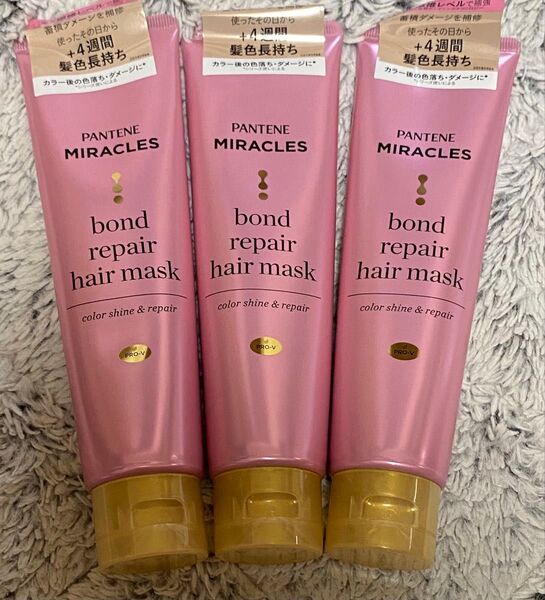 蓄積ダメージを補修
使ったその日から
+4週間
髪色長持ち
カラー後の色落ち・ダメージに*
PANTENE
MIRACLES
bond
repair
hair mask
color shine & repair
PRO-V
使ったその日から
+4週間
髪色長持ち
カラー後の色落ち・ダメージに*
PANTENE
MIRACLES
bond
repair
hair mask
color shine & repair
PRO-V
レベルで補強
蓄積ダメージを補修
使ったその日から
+4週間
髪色長持ち
カラー後の色落ち・ダメージに*
PANTENE
MIRACLES
bond
repair
hair mask
color shine & repair
PRO-V